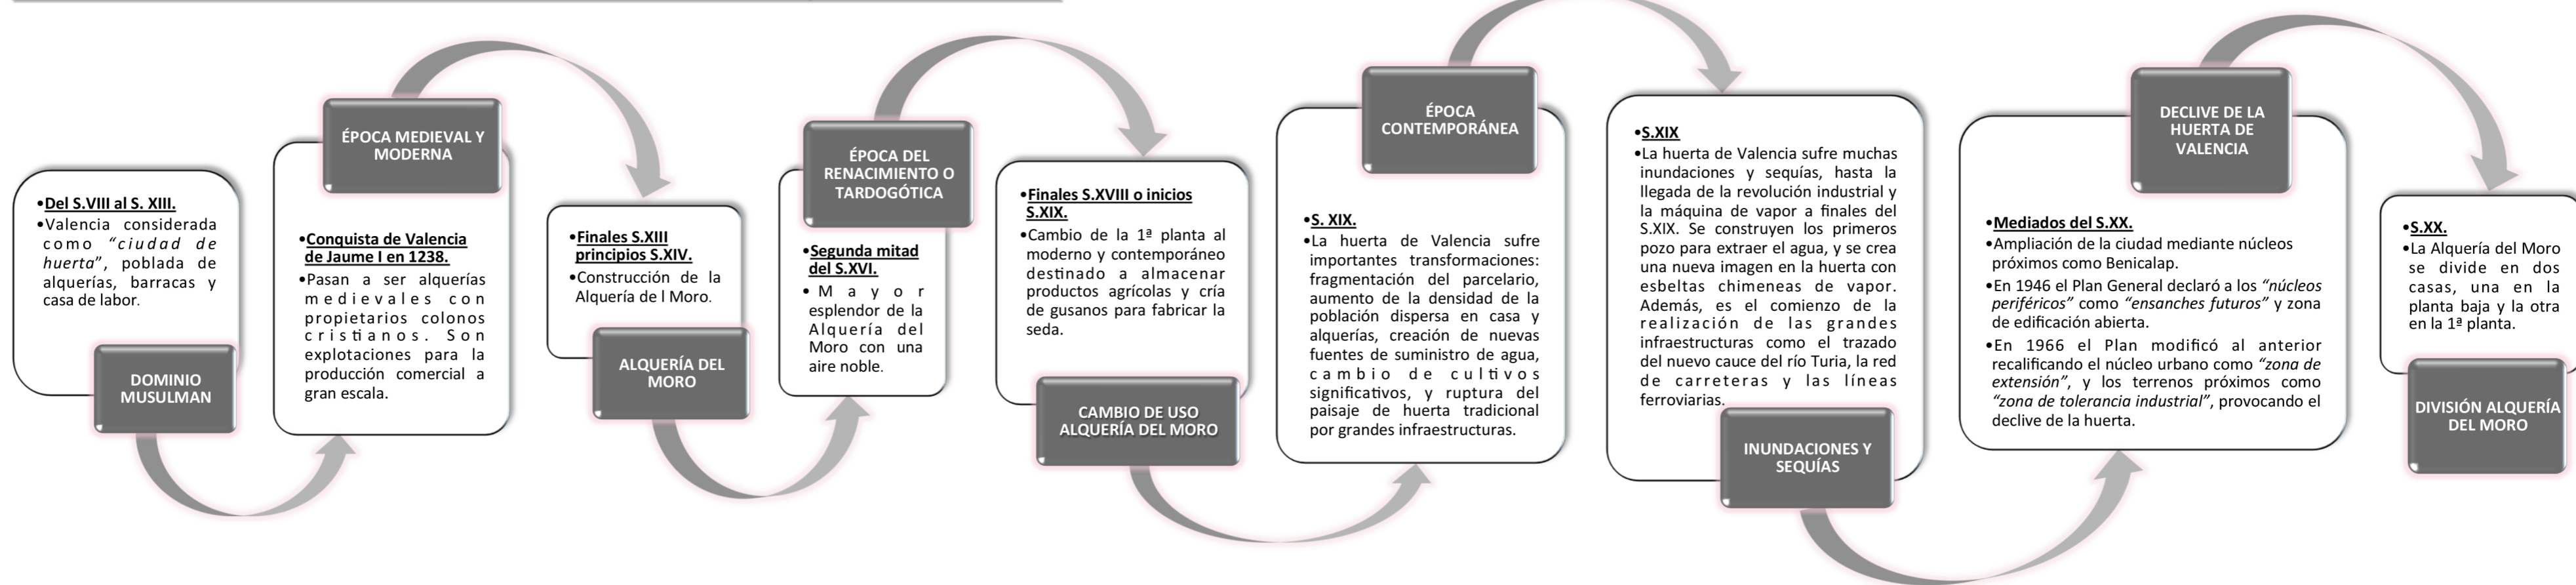 •Del S.VIII al S. XIII.
•Valencia considerada
como “ciudad de
huerta”, poblada de
alquerías, barracas y
casa de labor.
DOMINIO
MUSULMAN
ÉPOCA MEDIEVAL Y
MODERNA
•Conquista de Valencia
de Jaume I en 1238.
•Pasan a ser alquerías
medievales con
propietarios colonos
cristianos. Son
explotaciones para la
producción comercial a
gran escala.
•Finales S.XIII
principios S.XIV.
•Construcción de la
Alquería de l Moro.
ALQUERÍA DEL
MORO
ÉPOCA DEL
RENACIMIENTO O
TARDOGÓTICA
•Segunda mitad
del S.XVI.
• Mayor
esplendor de la
Alquería del
Moro con una
aire noble.
•Finales S.XVIII o inicios
S.XIX.
•Cambio de la 1ª planta al
moderno y contemporáneo
destinado a almacenar
productos agrícolas y cría
de gusanos para fabricar la
seda.
CAMBIO DE USO
ALQUERÍA DEL MORO
ÉPOCA
CONTEMPORÁNEA
•S. XIX.
•La huerta de Valencia sufre
importantes transformaciones:
fragmentación del parcelario,
aumento de la densidad de la
población dispersa en casa y
alquerías, creación de nuevas
fuentes de suministro de agua,
cambio de cultivos
significativos, y ruptura del
paisaje de huerta tradicional
por grandes infraestructuras.
•S.XIX
•La huerta de Valencia sufre muchas
inundaciones y sequías, hasta la
llegada de la revolución industrial y
la máquina de vapor a finales del
S.XIX. Se construyen los primeros
pozo para extraer el agua, y se crea
una nueva imagen en la huerta con
esbeltas chimeneas de vapor.
Además, es el comienzo de la
realización de las grandes
infraestructuras como el trazado
del nuevo cauce del río Turia, la red
de carreteras y las líneas
ferroviarias.
INUNDACIONES Y
SEQUÍAS
DECLIVE DE LA
HUERTA DE
VALENCIA
•Mediados del S.XX.
•Ampliación de la ciudad mediante núcleos
próximos como Benicalap.
•En 1946 el Plan General declaró a los “núcleos
periféricos” como “ensanches futuros” y zona
de edificación abierta.
•En 1966 el Plan modificó al anterior
recalificando el núcleo urbano como “zona de
extensión”, y los terrenos próximos como
“zona de tolerancia industrial”, provocando el
declive de la huerta.
•S.XX.
•La Alquería del Moro
se divide en dos
casas, una en la
planta baja y la otra
en la 1ª planta.
DIVISIÓN ALQUERÍA
DEL MORO